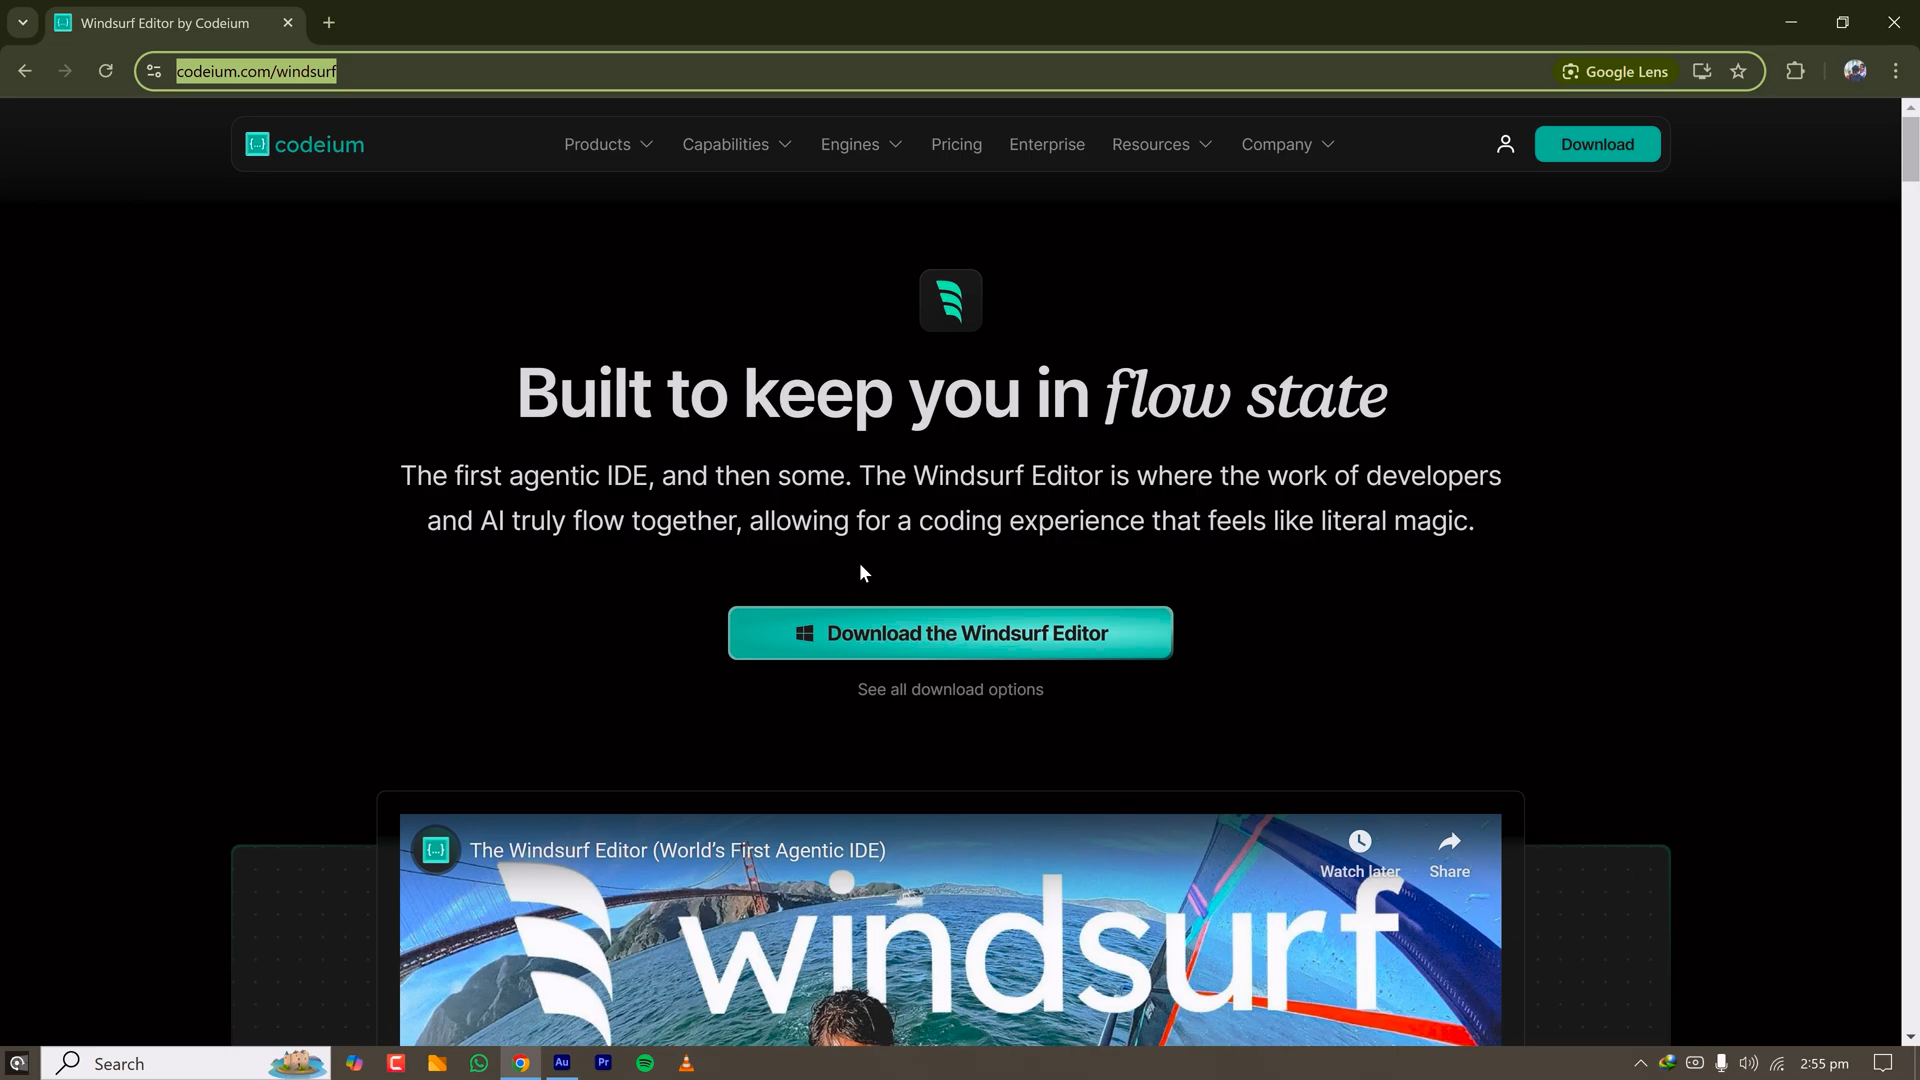 Windsurf Editor by Codeium
codeium.com/windsurf
Google Lens
codeium
Products
Capabilities
Engines
Pricing
Enterprise
Resources
Company
Download
Built to keep you in flow state
The first agentic IDE, and then some. The Windsurf Editor is where the work of developers
and AI truly flow together, allowing for a coding experience that feels like literal magic.
Download the Windsurf Editor
See all download options
The Windsurf Editor (World’s First Agentic IDE)
Watch later
Share
windsurf
Search
Au
Pr
2:55 pm